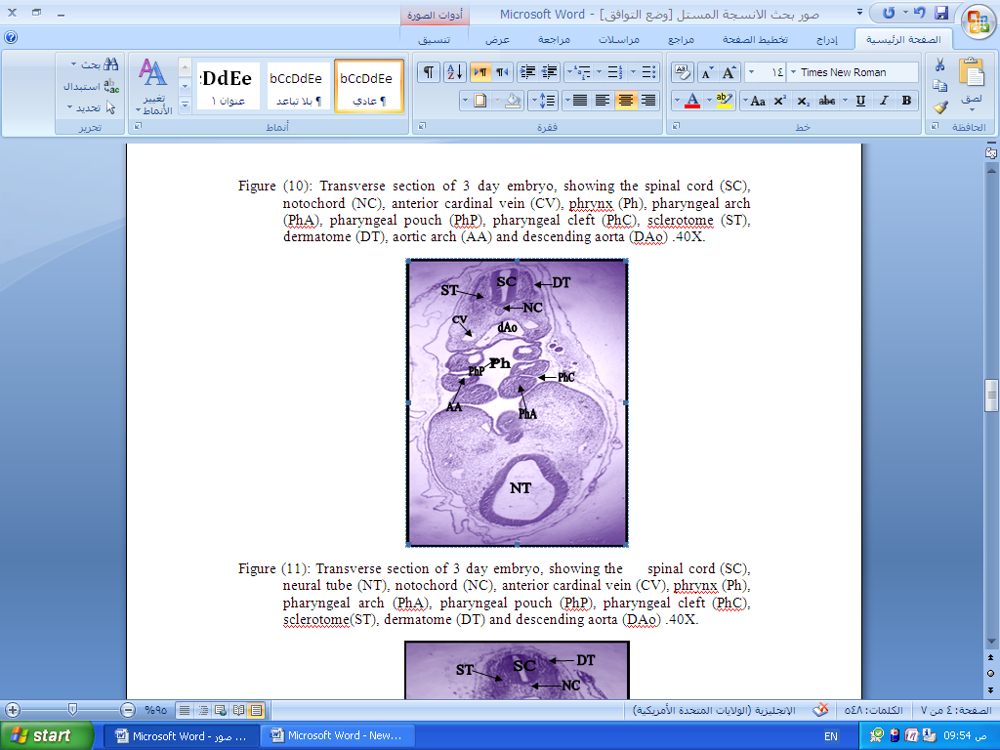 صور بحث الانسجة المستل [وضع التوافق] - Microsoft Word
أدوات الصورة
الصفحة الرئيسية
إدراج
تخطيط الصفحة
مراجع
مراسلات
مراجعة
عرض
تنسيق
لصق
الحافظة
Times New Roman
١٤
B I U abc x₂ x² Aa
خط
فقرة
DdEe:
عنوان ١
bCcDdEe
¶ بلا تباعد
bCcDdEe
¶ عادي
تغيير
الأنماط
أنماط
بحث
استبدال
تحديد
تحرير
Figure (10): Transverse section of 3 day embryo, showing the spinal cord (SC),
notochord (NC), anterior cardinal vein (CV), phrynx (Ph), pharyngeal arch
(PhA), pharyngeal pouch (PhP), pharyngeal cleft (PhC), sclerotome (ST),
dermatome (DT), aortic arch (AA) and descending aorta (DAo) .40X.
SC
DT
ST
NC
CV
dAo
Ph
PhP
PhC
AA
PhA
NT
Figure (11): Transverse section of 3 day embryo, showing the spinal cord (SC),
neural tube (NT), notochord (NC), anterior cardinal vein (CV), phrynx (Ph),
pharyngeal arch (PhA), pharyngeal pouch (PhP), pharyngeal cleft (PhC),
sclerotome(ST), dermatome (DT) and descending aorta (DAo) .40X.
DT
SC
ST
NC
الصفحة: ٤ من ٧
الكلمات: ٥٤٨
الإنجليزية (الولايات المتحدة الأمريكية)
٩٥%
start
Microsoft Word - صور ...
Microsoft Word - New...
EN
09:54 ص